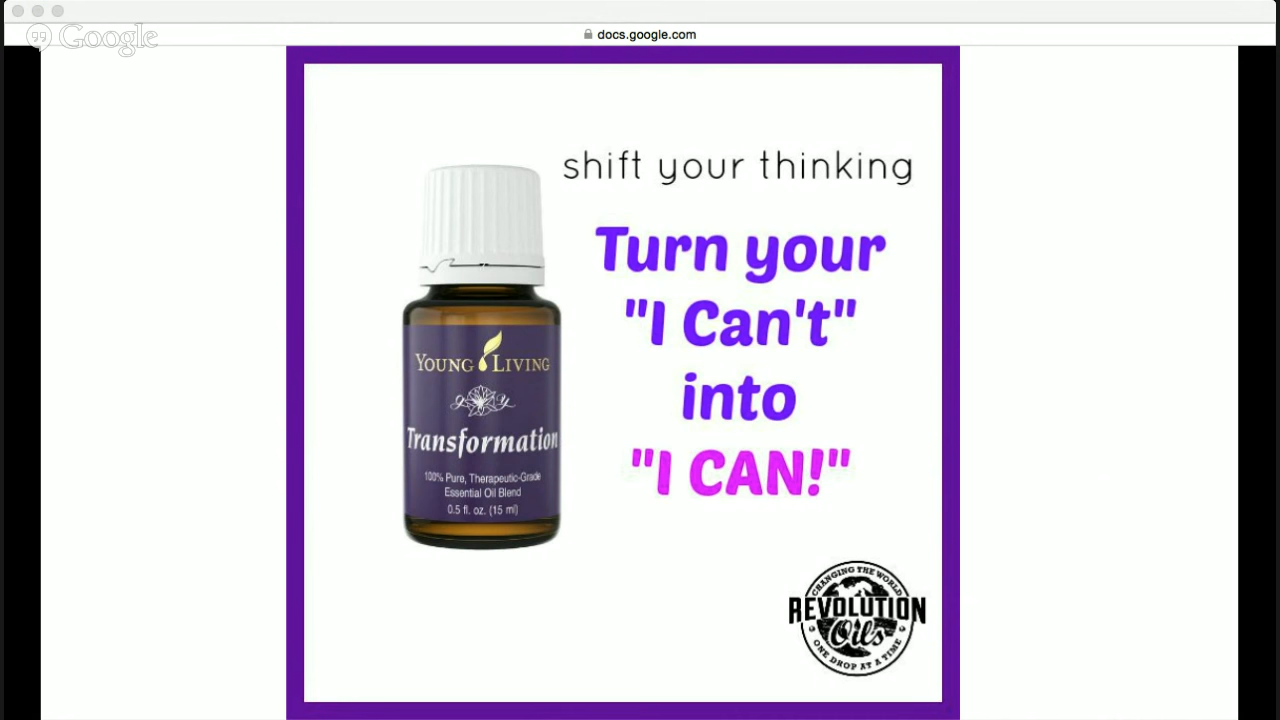 Google
docs.google.com
shift your thinking
Turn your
"I Can't"
into
"I CAN!"
YOUNG LIVING
Transformation
100% Pure, Therapeutic-Grade
Essential Oil Blend
0.5 fl. oz. (15 ml)
CHANGING THE WORLD
REVOLUTION
Oils
ONE DROP AT A TIME